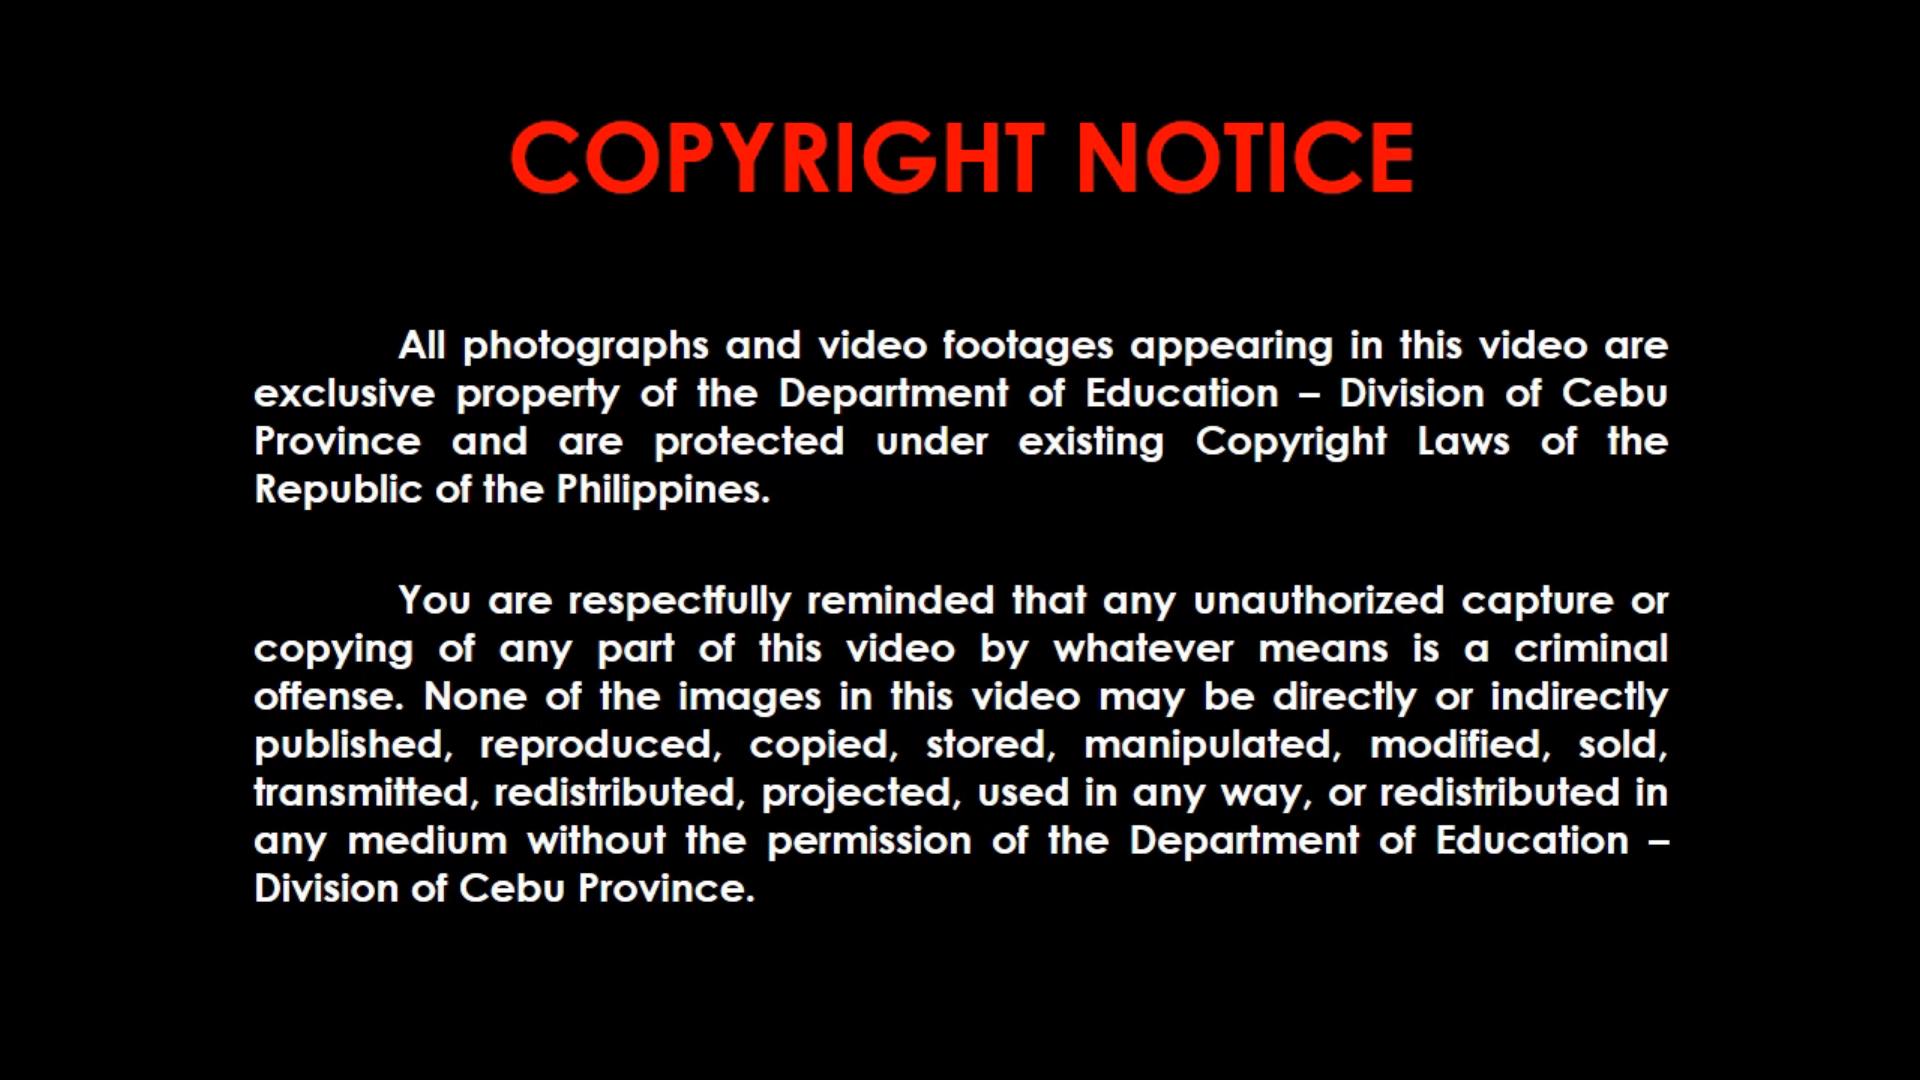 COPYRIGHT NOTICE
All photographs and video footages appearing in this video are
exclusive property of the Department of Education – Division of Cebu
Province and are protected under existing Copyright Laws of the
Republic of the Philippines.
You are respectfully reminded that any unauthorized capture or
copying of any part of this video by whatever means is a criminal
offense. None of the images in this video may be directly or indirectly
published, reproduced, copied, stored, manipulated, modified, sold,
transmitted, redistributed, projected, used in any way, or redistributed in
any medium without the permission of the Department of Education –
Division of Cebu Province.